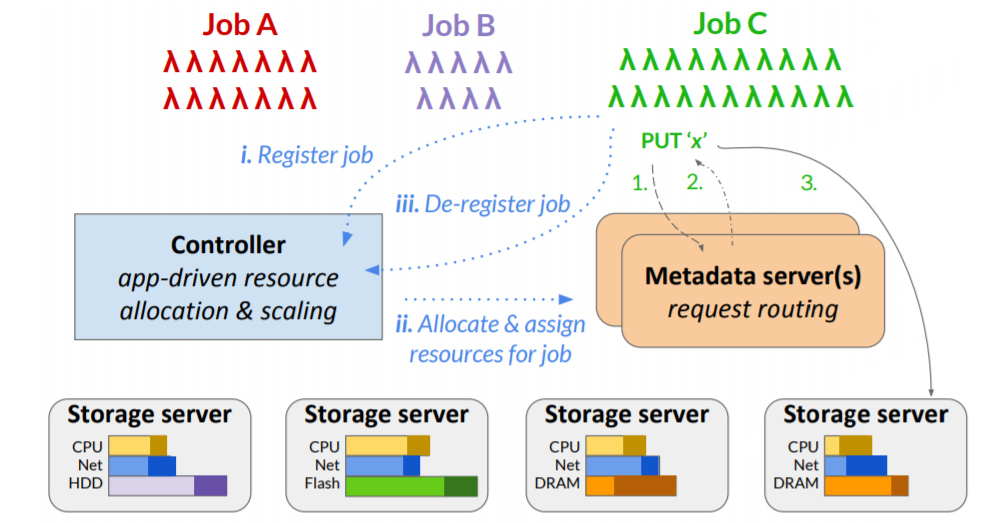 Job A
Job B
Job C
λλλλλλλ
λλλλλ
λλλλλλλλλλ
λλλλλλλ
λλλλ
λλλλλλλλλλλ
PUT ‘x’
i. Register job
1.
2.
3.
iii. De-register job
Controller
app-driven resource
allocation & scaling
Metadata server(s)
request routing
ii. Allocate & assign
resources for job
Storage server
CPU
Net
HDD
Storage server
CPU
Net
Flash
Storage server
CPU
Net
DRAM
Storage server
CPU
Net
DRAM